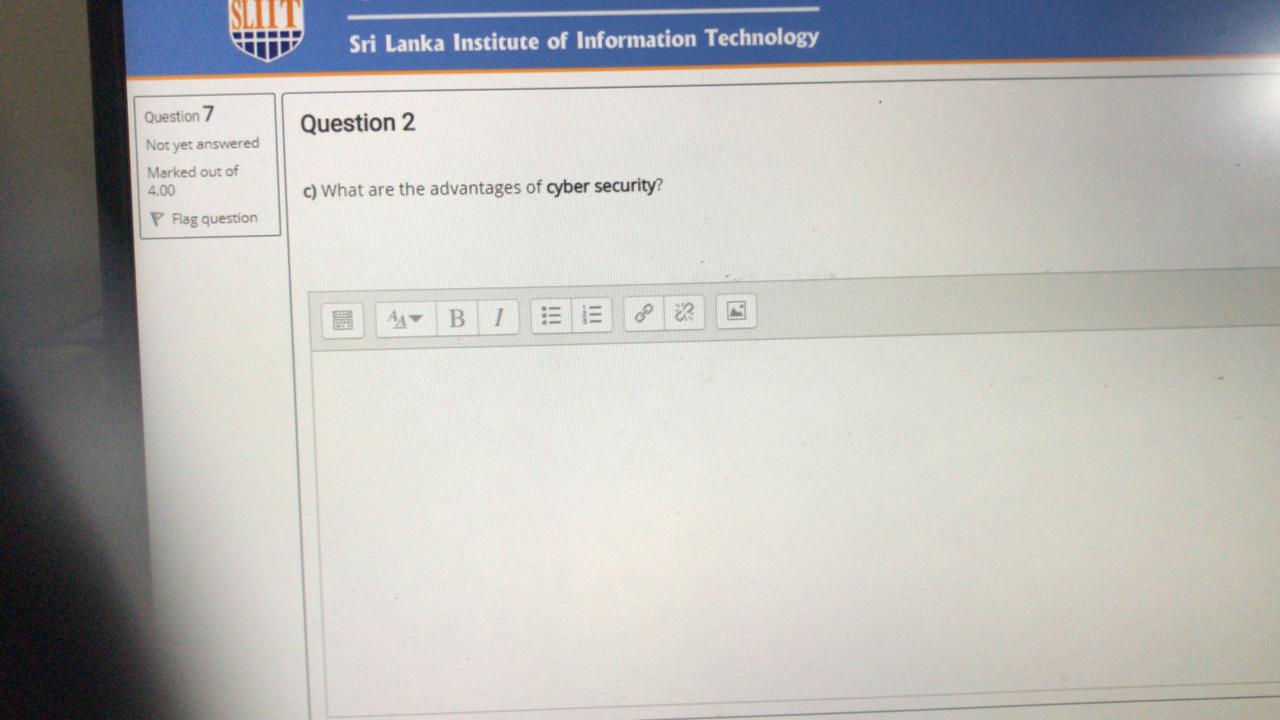 SLIIT
Sri Lanka Institute of Information Technology
Question 7
Not yet answered
Marked out of
4.00
Flag question
Question 2
c) What are the advantages of cyber security?
B I